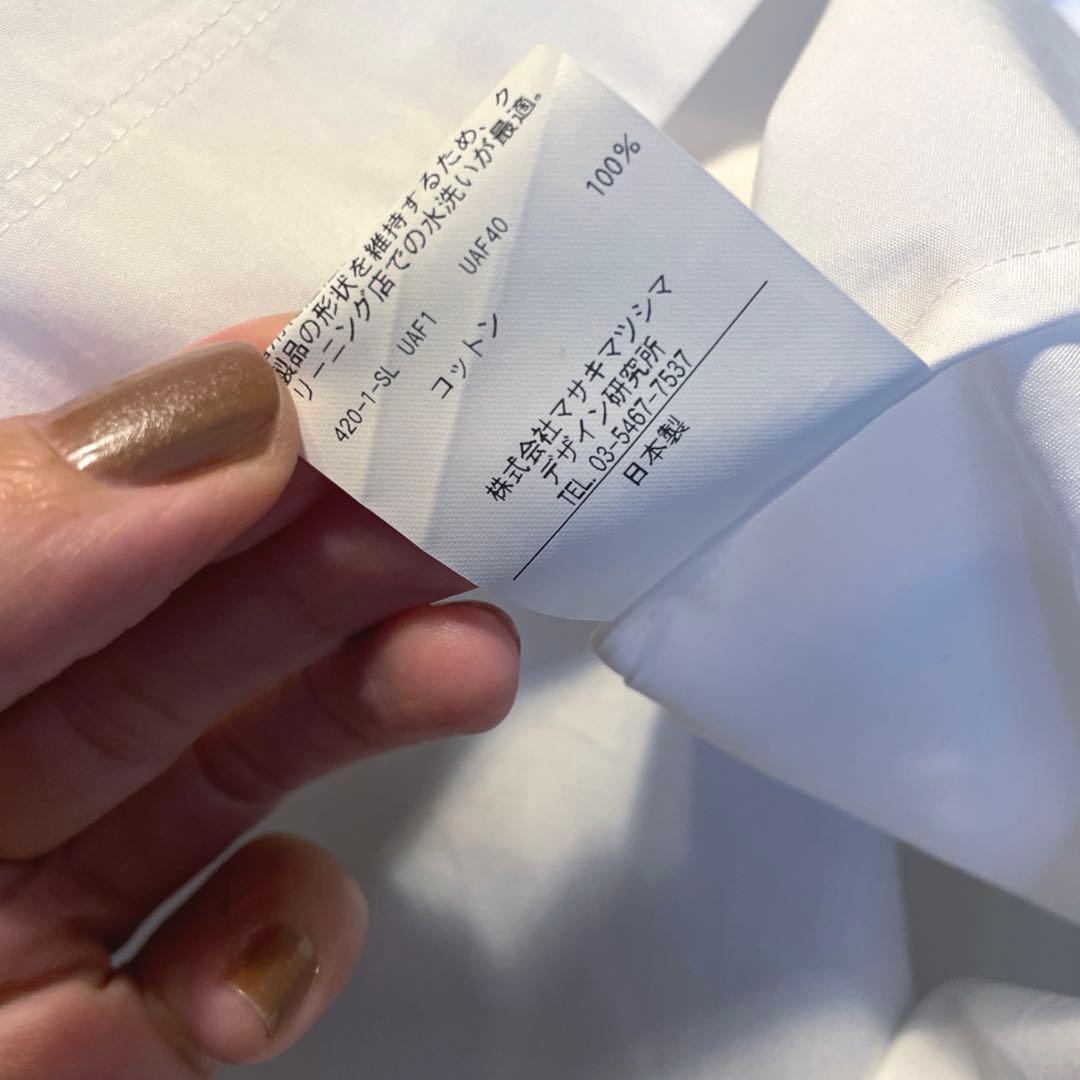 製品の形状を維持するため、ク
リーニング店での水洗いが最適。
420-1-SL UAF1 UAF40
コットン 100%
株式会社マサキマツシマ
デザイン研究所
TEL. 03-5467-7537
日本製